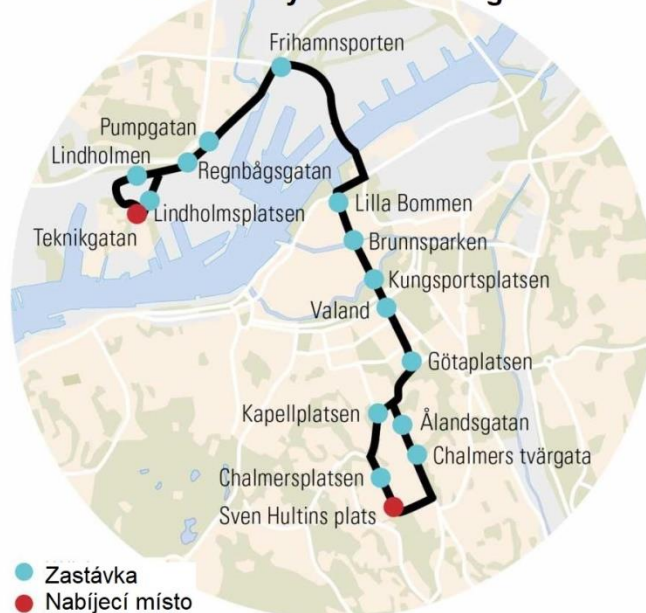 Frihamnsporten
Pumpgatan
Lindholmen
Regnbågsgatan
Lindholmsplatsen
Teknikgatan
Lilla Bommen
Brunnsparken
Kungsportsplatsen
Valand
Götaplatsen
Kapellplatsen
Ålandsgatan
Chalmers tvärgata
Chalmersplatsen
Sven Hultins plats
Zastávka
Nabíjecí místo